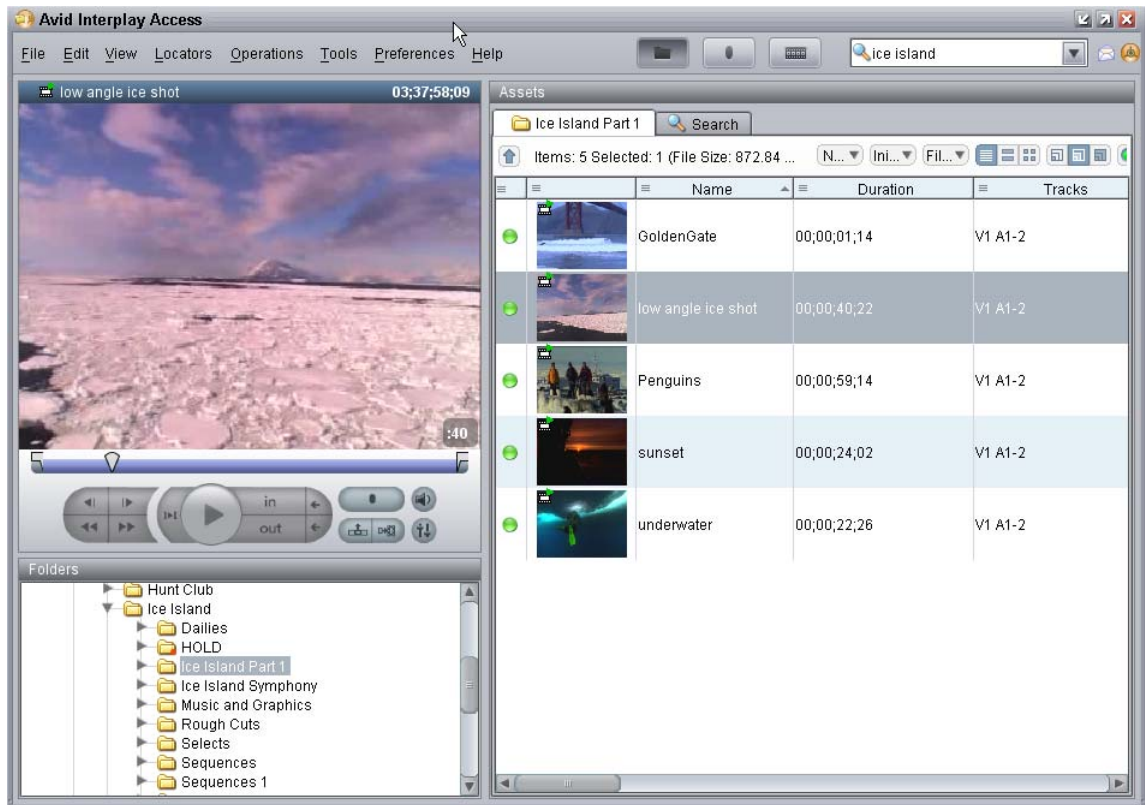 Avid Interplay Access
File Edit View Locators Operations Tools Preferences Help
ice island
low angle ice shot 03;37;58;09
:40
in
out
Folders
Hunt Club
Ice Island
Dailies
HOLD
Ice Island Part 1
Ice Island Symphony
Music and Graphics
Rough Cuts
Selects
Sequences
Sequences 1
Assets
Ice Island Part 1 Search
Items: 5 Selected: 1 (File Size: 872.84 ... N... Ini... Fil...
Name Duration Tracks
GoldenGate 00;00;01;14 V1 A1-2
low angle ice shot 00;00;40;22 V1 A1-2
Penguins 00;00;59;14 V1 A1-2
sunset 00;00;24;02 V1 A1-2
underwater 00;00;22;26 V1 A1-2